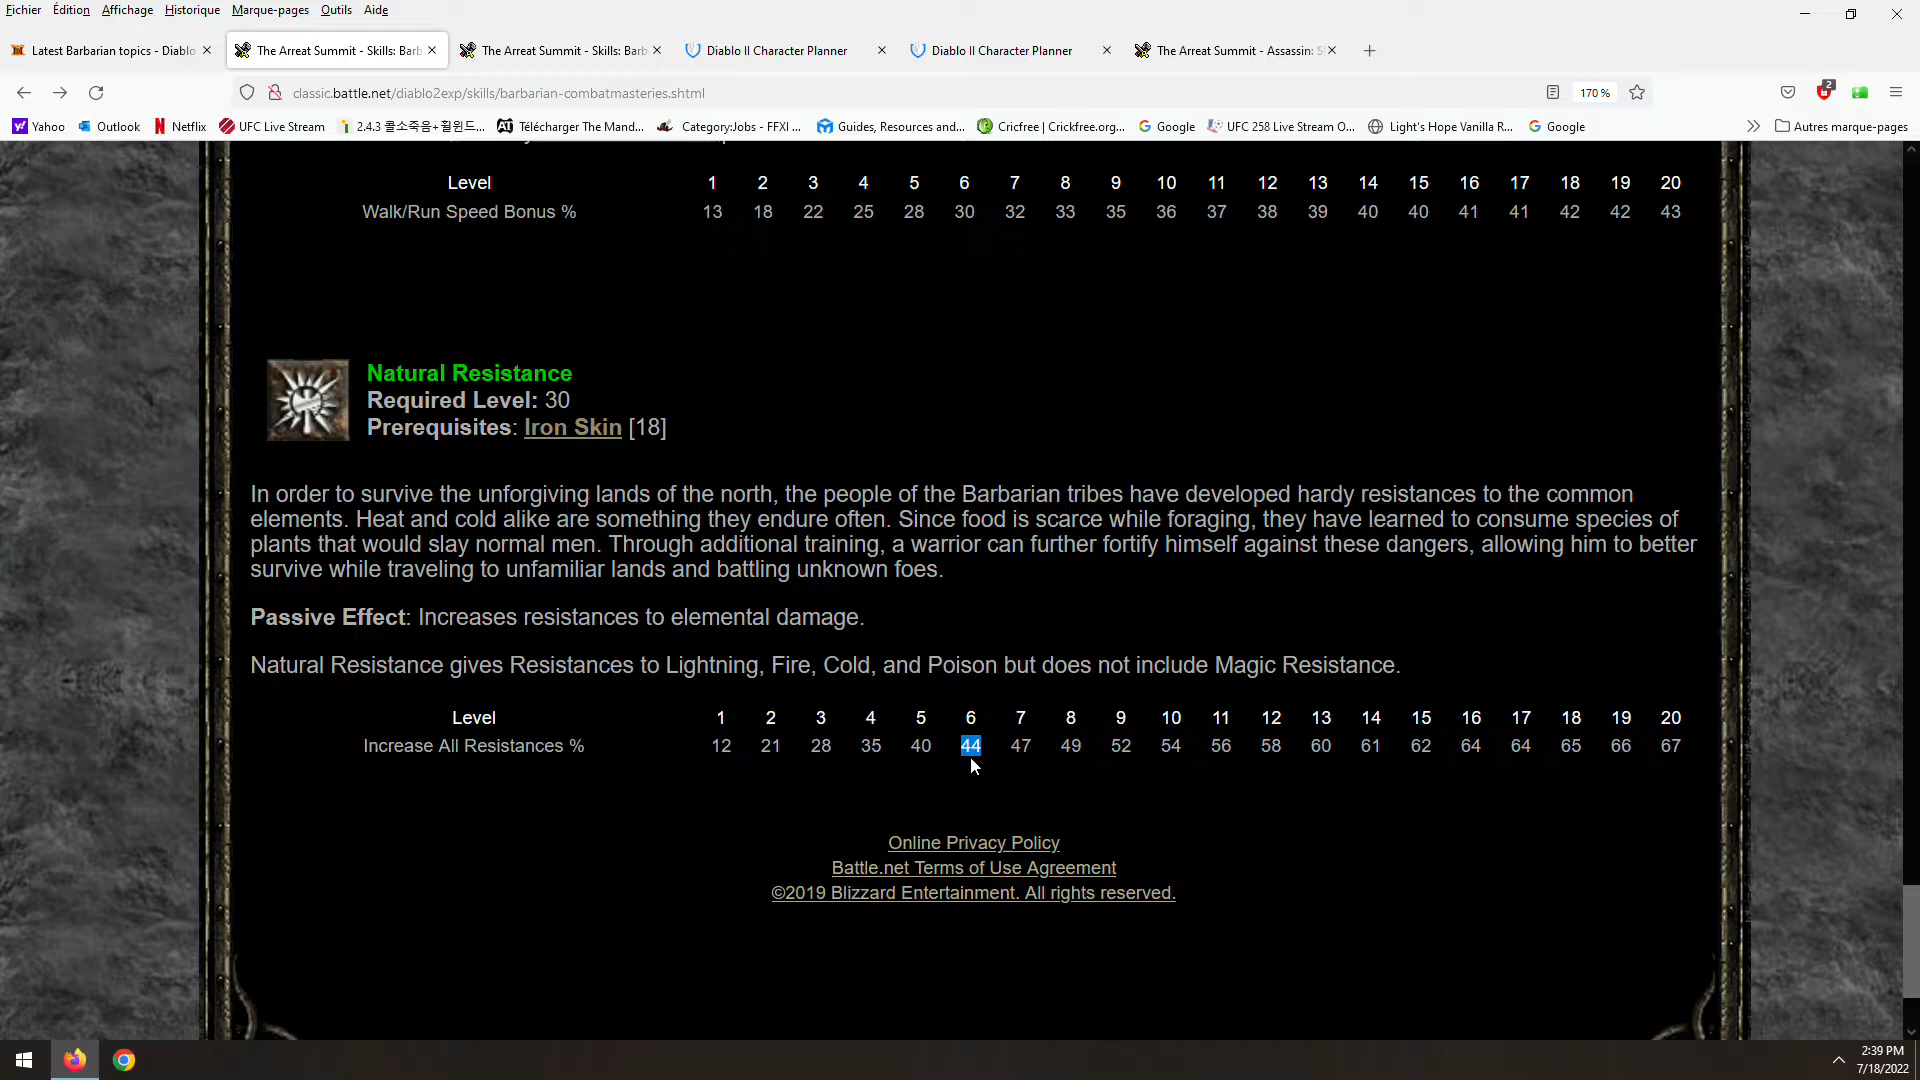 Fichier Édition Affichage Historique Marque-pages Outils Aide
Latest Barbarian topics - Diablo The Arreat Summit - Skills: Barb The Arreat Summit - Skills: Barb Diablo II Character Planner Diablo II Character Planner The Arreat Summit - Assassin: S
classic.battle.net/diablo2exp/skills/barbarian-combatmasteries.shtml 170 % 2
Yahoo Outlook Netflix UFC Live Stream 2.4.3 콜소죽음+휠윈드... Télécharger The Mand... Category:Jobs - FFXI ... Guides, Resources and... Cricfree | Crickfree.org... Google UFC 258 Live Stream O... Light's Hope Vanilla R... Google Autres marque-pages
Level 1 2 3 4 5 6 7 8 9 10 11 12 13 14 15 16 17 18 19 20
Walk/Run Speed Bonus % 13 18 22 25 28 30 32 33 35 36 37 38 39 40 40 41 41 42 42 43
Natural Resistance
Required Level: 30
Prerequisites: Iron Skin [18]
In order to survive the unforgiving lands of the north, the people of the Barbarian tribes have developed hardy resistances to the common
elements. Heat and cold alike are something they endure often. Since food is scarce while foraging, they have learned to consume species of
plants that would slay normal men. Through additional training, a warrior can further fortify himself against these dangers, allowing him to better
survive while traveling to unfamiliar lands and battling unknown foes.
Passive Effect: Increases resistances to elemental damage.
Natural Resistance gives Resistances to Lightning, Fire, Cold, and Poison but does not include Magic Resistance.
Level 1 2 3 4 5 6 7 8 9 10 11 12 13 14 15 16 17 18 19 20
Increase All Resistances % 12 21 28 35 40 44 47 49 52 54 56 58 60 61 62 64 64 65 66 67
Online Privacy Policy
Battle.net Terms of Use Agreement
©2019 Blizzard Entertainment. All rights reserved.
2:39 PM
7/18/2022